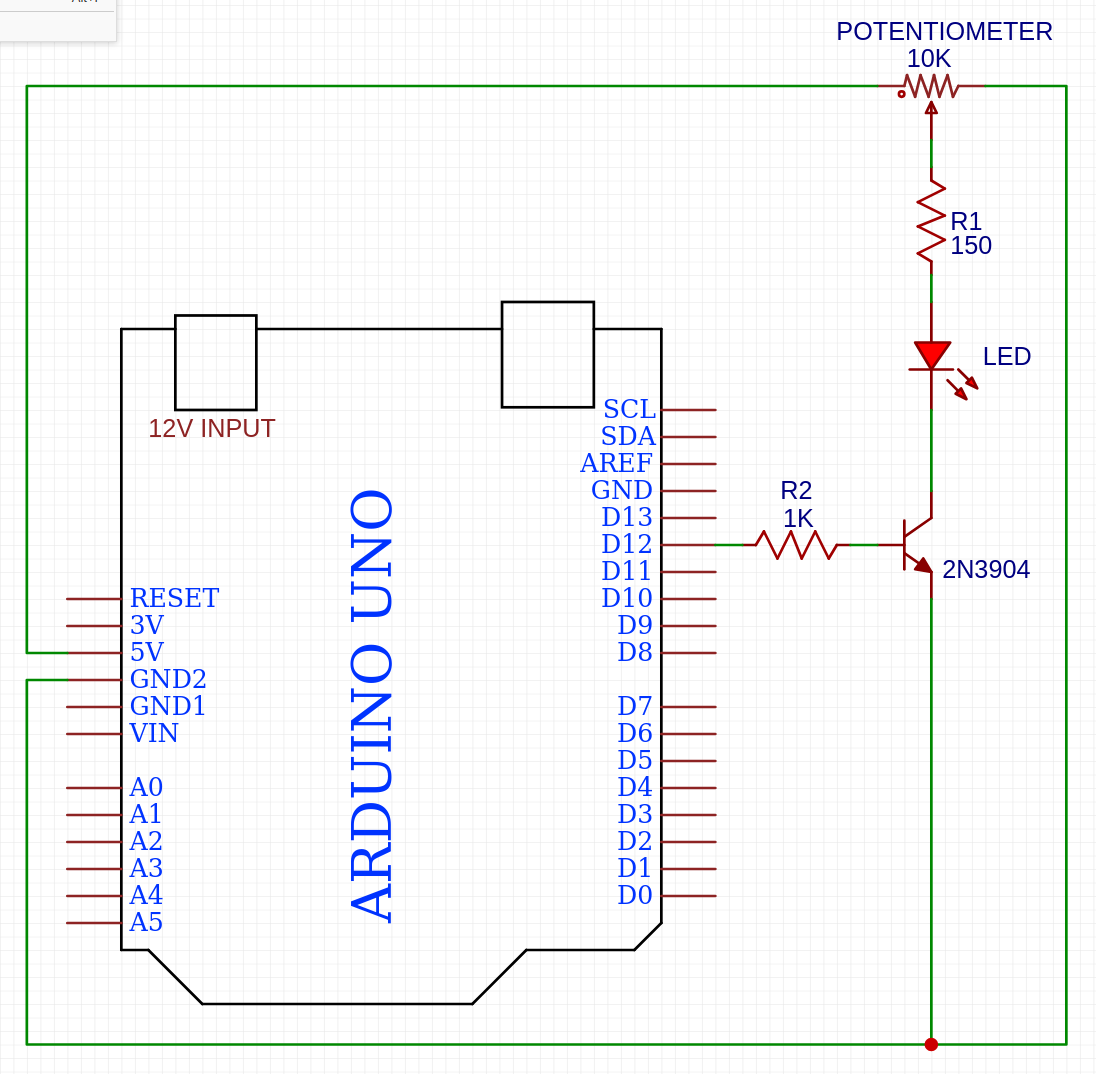 POTENTIOMETER
10K
R1
150
LED
12V INPUT
SCL
SDA
AREF
GND
D13
D12
D11
D10
D9
D8
R2
1K
2N3904
ARDUINO UNO
RESET
3V
5V
GND2
GND1
VIN
D7
D6
D5
D4
D3
D2
D1
D0
A0
A1
A2
A3
A4
A5